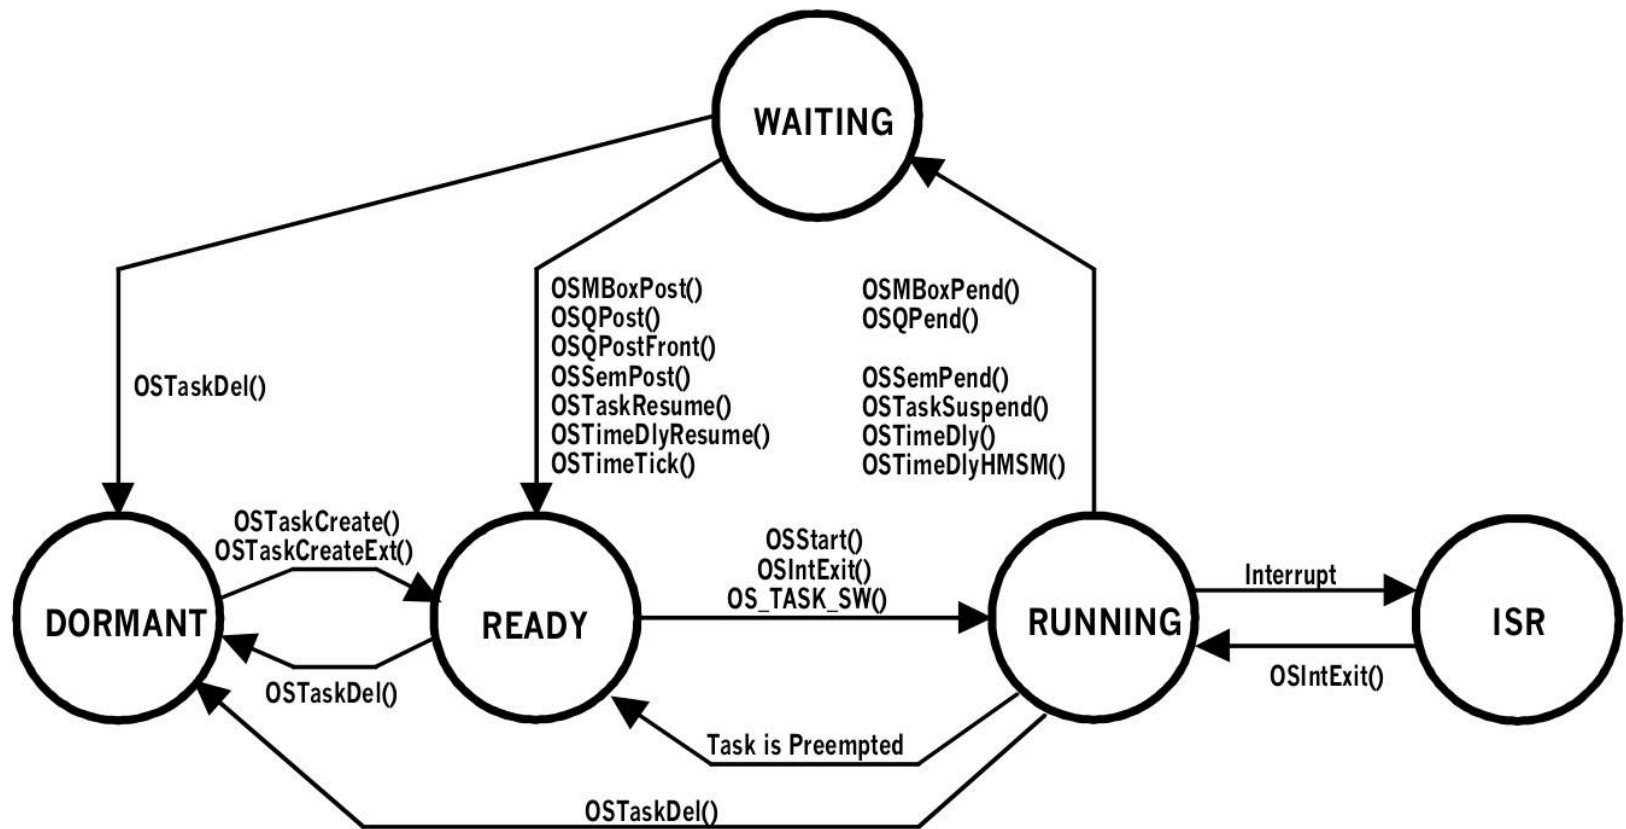 WAITING
OSMBoxPost()
OSQPost()
OSQPostFront()
OSSemPost()
OSTaskResume()
OSTimeDlyResume()
OSTimeTick()
OSMBoxPend()
OSQPend()
OSSemPend()
OSTaskSuspend()
OSTimeDly()
OSTimeDlyHMSM()
OSTaskDel()
OSTaskCreate()
OSTaskCreateExt()
OSStart()
OSIntExit()
OS_TASK_SW()
Interrupt
DORMANT
READY
RUNNING
ISR
OSTaskDel()
OSIntExit()
Task is Preempted
OSTaskDel()